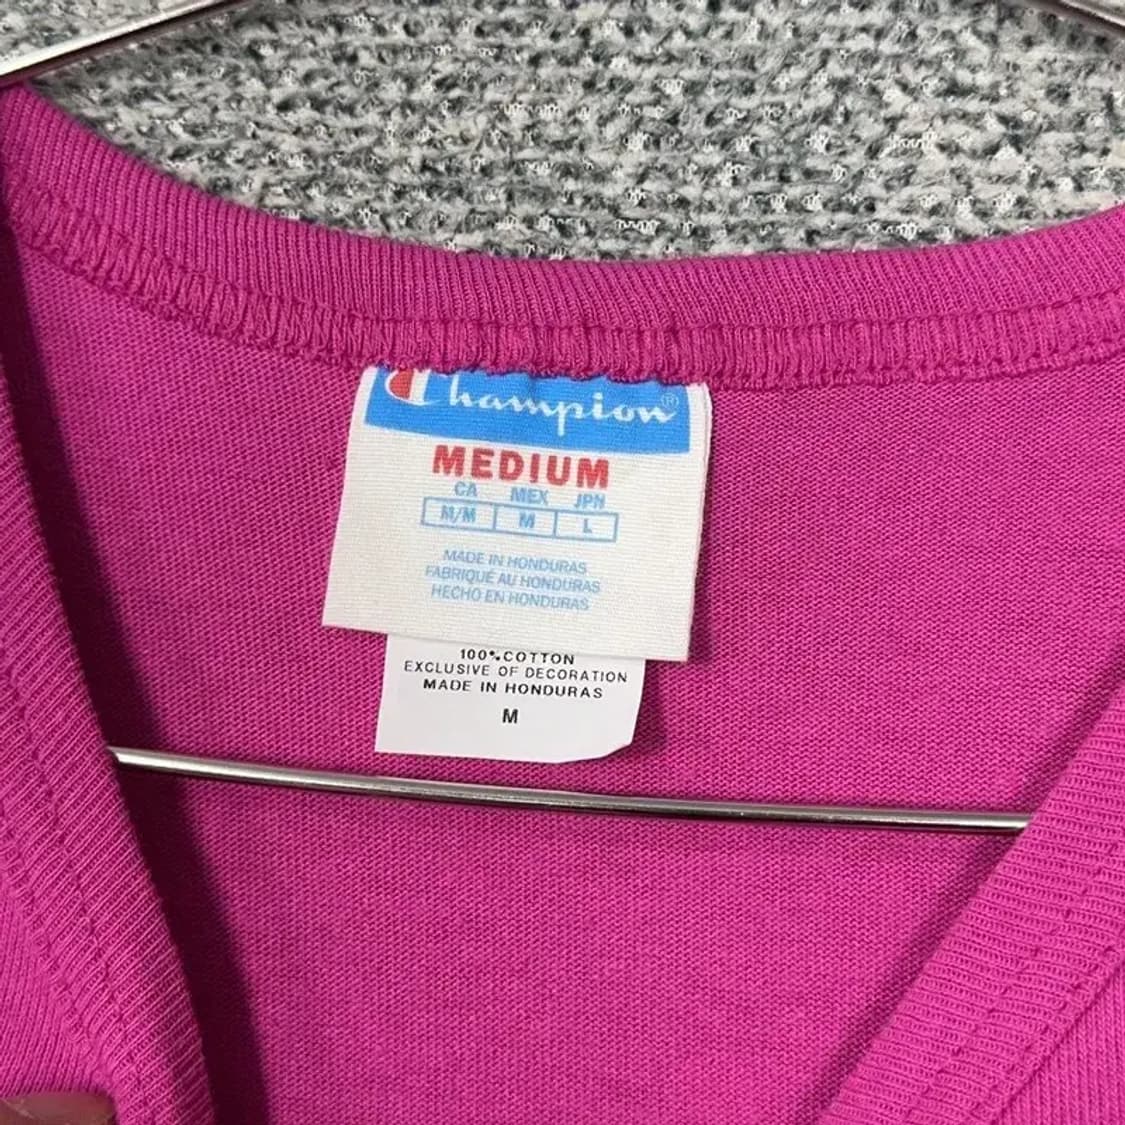 Champion®
MEDIUM
CA MEX JPN
M/M M L
MADE IN HONDURAS
FABRIQUÉ AU HONDURAS
HECHO EN HONDURAS
100% COTTON
EXCLUSIVE OF DECORATION
MADE IN HONDURAS
M